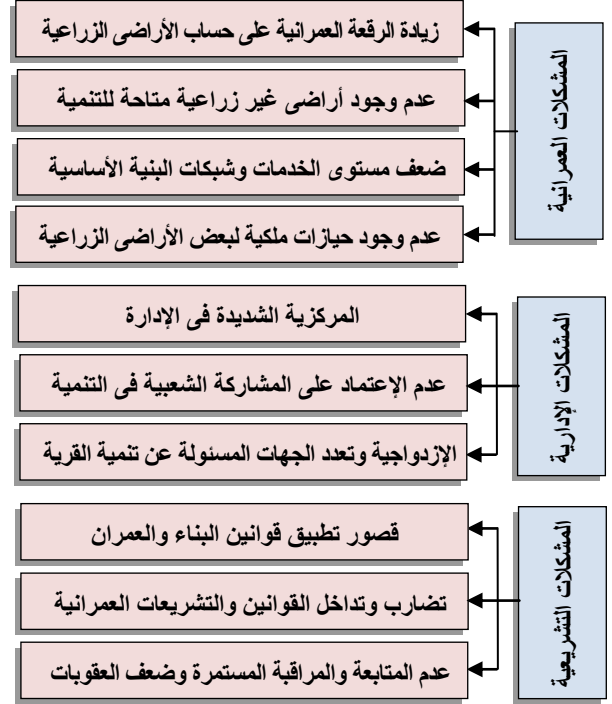 المشكلات العمرانية
زيادة الرقعة العمرانية على حساب الأراضى الزراعية
عدم وجود أراضى غير زراعية متاحة للتنمية
ضعف مستوى الخدمات وشبكات البنية الأساسية
عدم وجود حيازات ملكية لبعض الأراضى الزراعية
المشكلات الإدارية
المركزية الشديدة فى الإدارة
عدم الإعتماد على المشاركة الشعبية فى التنمية
الإزدواجية وتعدد الجهات المسئولة عن تنمية القرية
المشكلات التشريعية
قصور تطبيق قوانين البناء والعمران
تضارب وتداخل القوانين والتشريعات العمرانية
عدم المتابعة والمراقبة المستمرة وضعف العقوبات